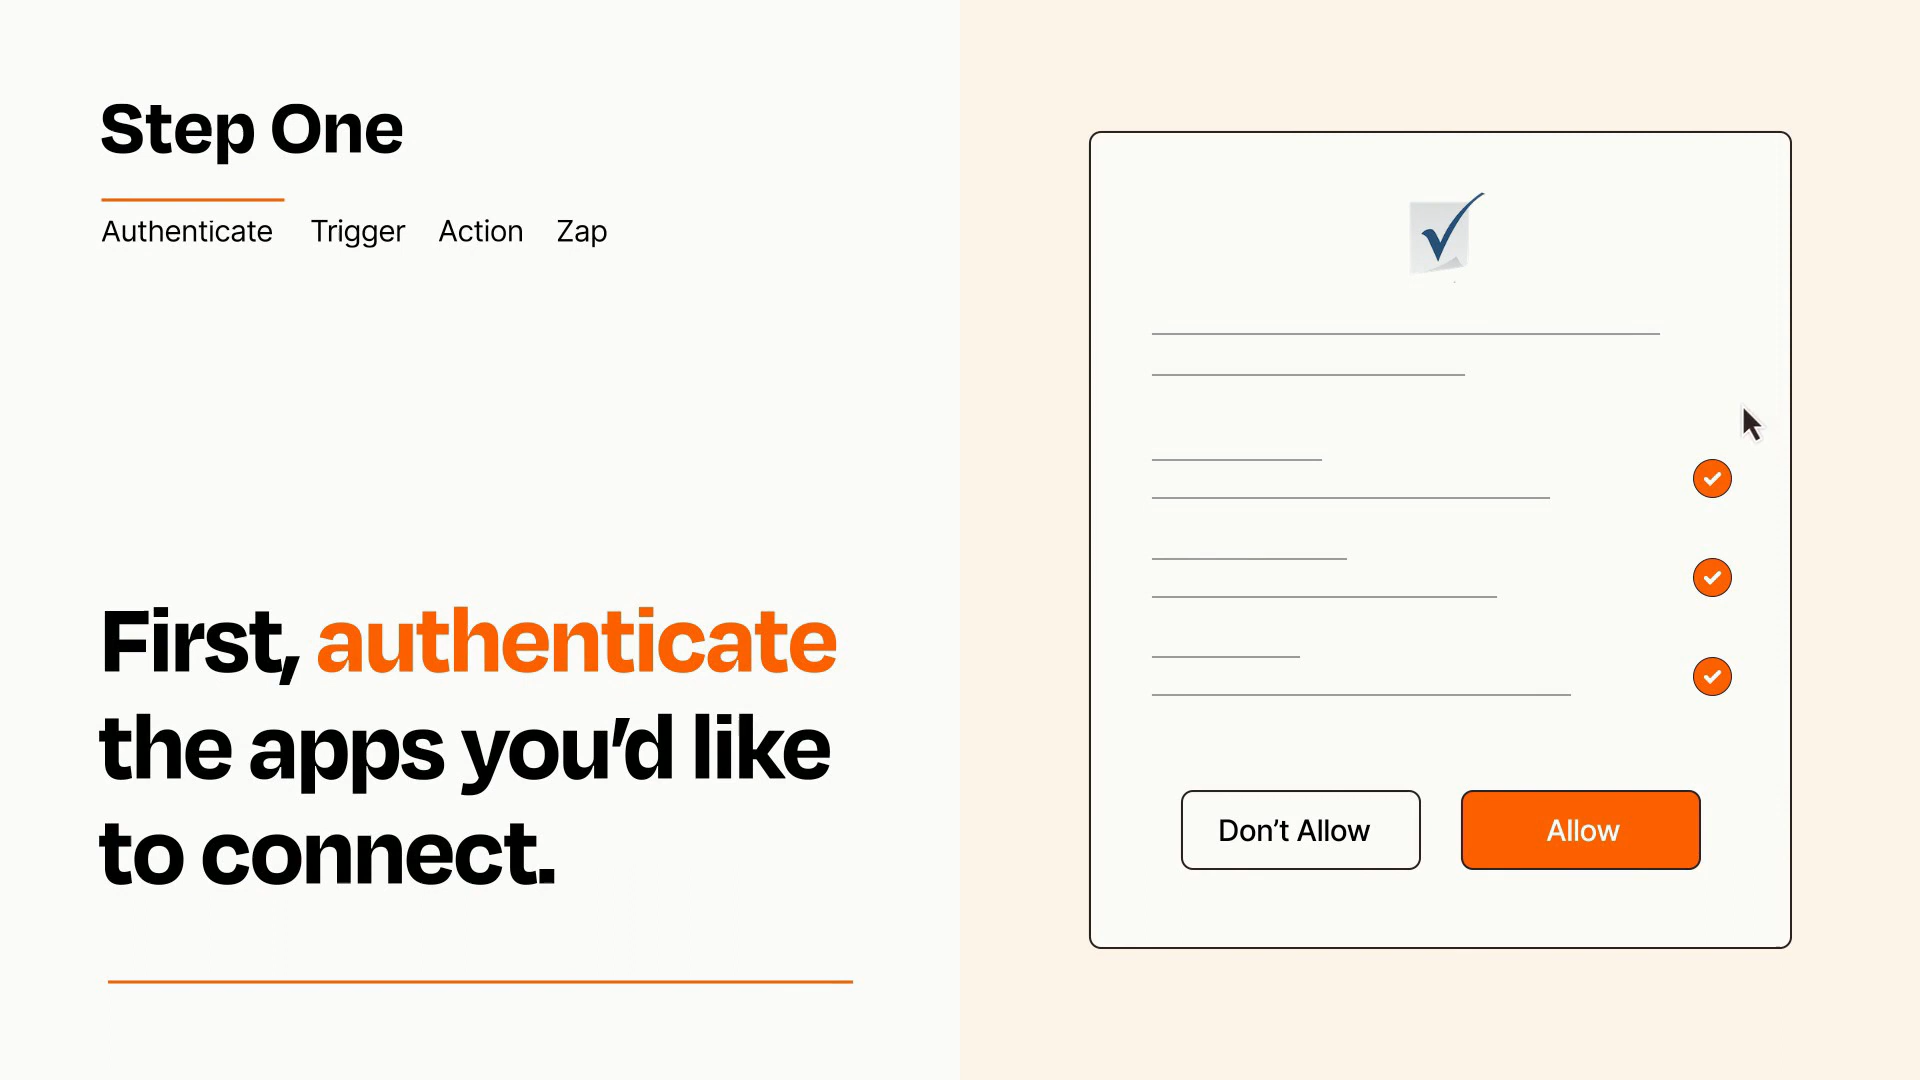 Step One
Authenticate Trigger Action Zap
First, authenticate
the apps you’d like
to connect.
Don’t Allow Allow